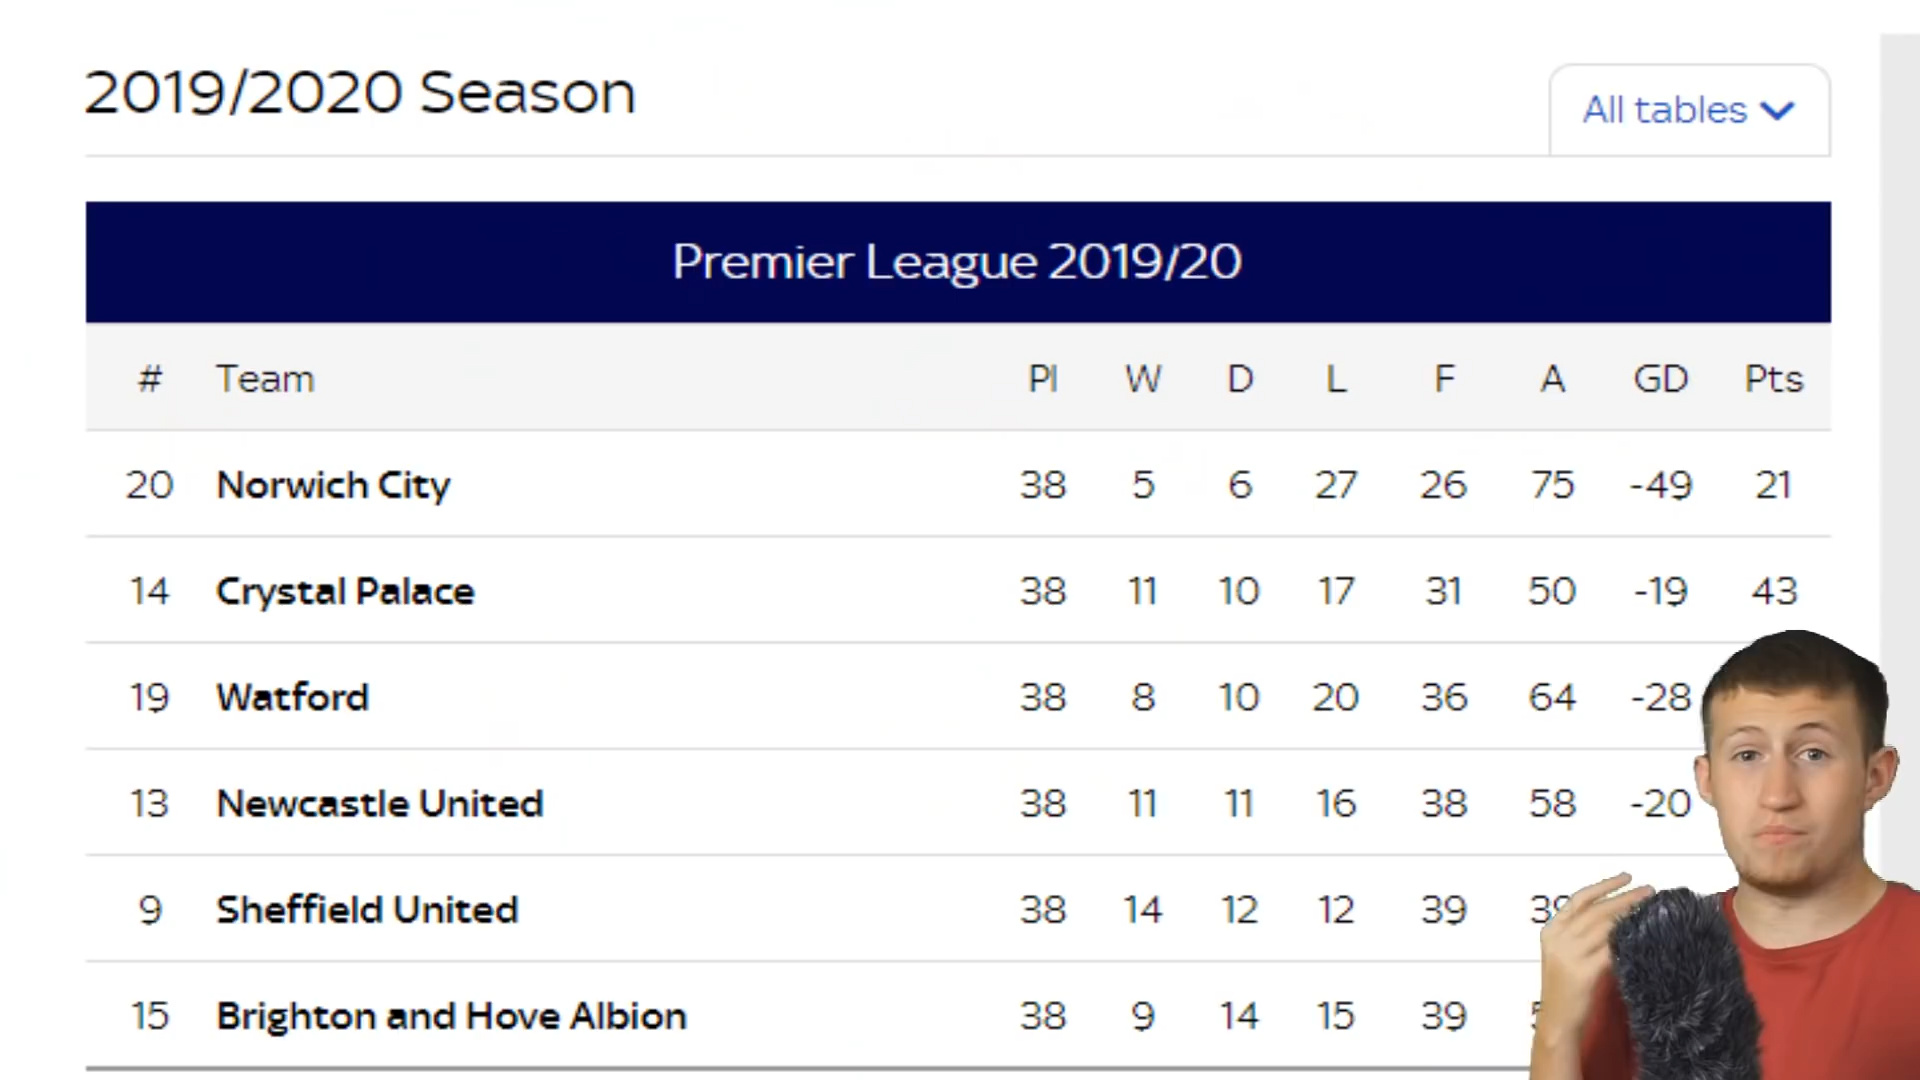 2019/2020 Season
All tables
Premier League 2019/20
# Team Pl W D L F A GD Pts
20 Norwich City 38 5 6 27 26 75 -49 21
14 Crystal Palace 38 11 10 17 31 50 -19 43
19 Watford 38 8 10 20 36 64 -28
13 Newcastle United 38 11 11 16 38 58 -20
9 Sheffield United 38 14 12 12 39
15 Brighton and Hove Albion 38 9 14 15 39